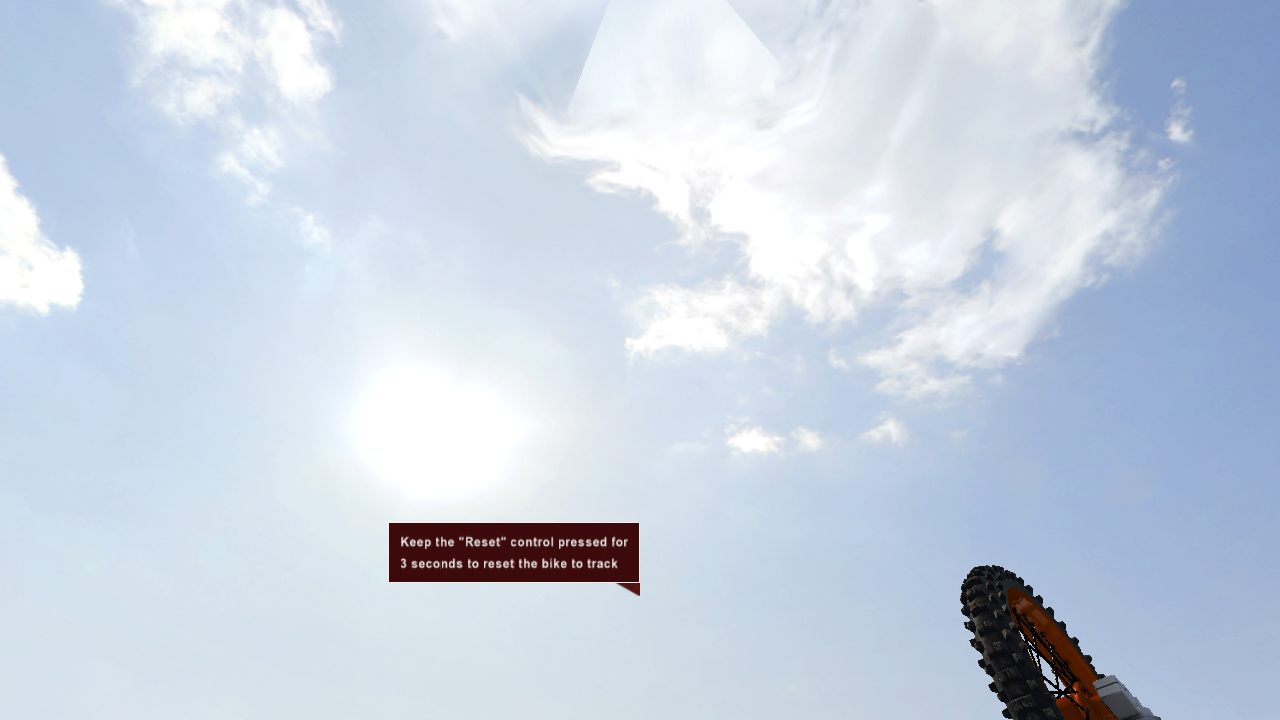 Keep the "Reset" control pressed for
3 seconds to reset the bike to track